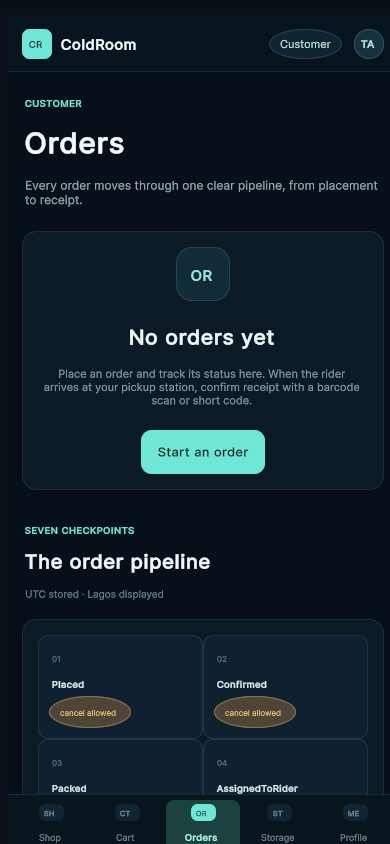 CR
ColdRoom
Customer
TA
CUSTOMER
Orders
Every order moves through one clear pipeline, from placement
to receipt.
OR
No orders yet
Place an order and track its status here. When the rider
arrives at your pickup station, confirm receipt with a barcode
scan or short code.
Start an order
SEVEN CHECKPOINTS
The order pipeline
UTC stored · Lagos displayed
01
Placed
cancel allowed
02
Confirmed
cancel allowed
03
Packed
04
AssignedToRider
SH
Shop
CT
Cart
OR
Orders
ST
Storage
ME
Profile